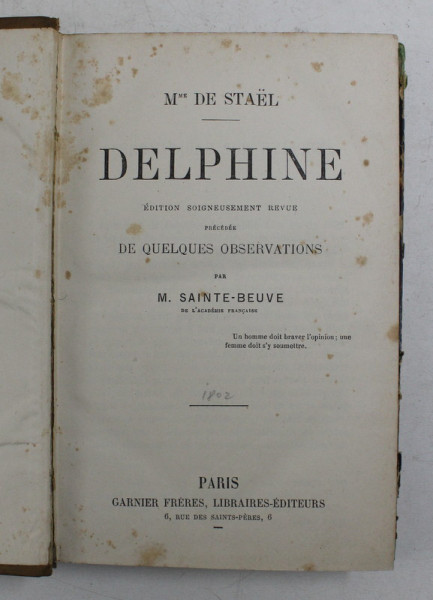 Mme DE STAËL
DELPHINE
ÉDITION SOIGNEUSEMENT REVUE
PRÉCÉDÉE
DE QUELQUES OBSERVATIONS
PAR
M. SAINTE-BEUVE
DE L'ACADÉMIE FRANÇAISE
Un homme doit braver l'opinion; une
femme doit s'y soumettre.
1802
PARIS
GARNIER FRÈRES, LIBRAIRES-ÉDITEURS
6, RUE DES SAINTS-PÈRES, 6